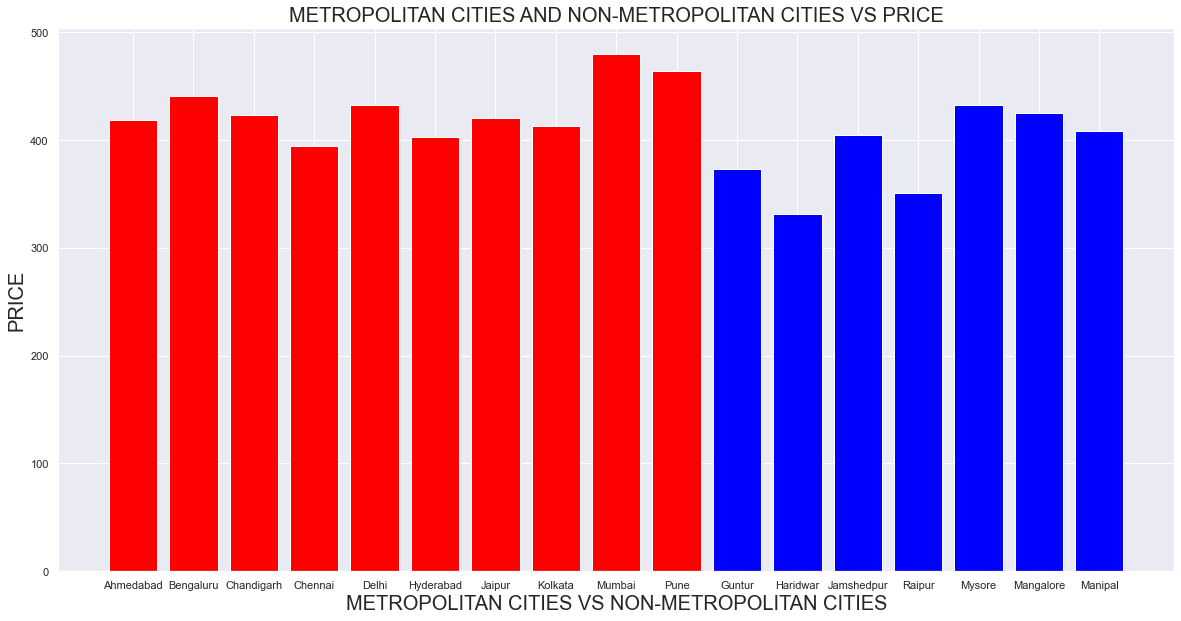 METROPOLITAN CITIES AND NON-METROPOLITAN CITIES VS PRICE
500
400
300
200
100
0
PRICE
Ahmedabad Bengaluru Chandigarh Chennai Delhi Hyderabad Jaipur Kolkata Mumbai Pune Guntur Haridwar Jamshedpur Raipur Mysore Mangalore Manipal
METROPOLITAN CITIES VS NON-METROPOLITAN CITIES